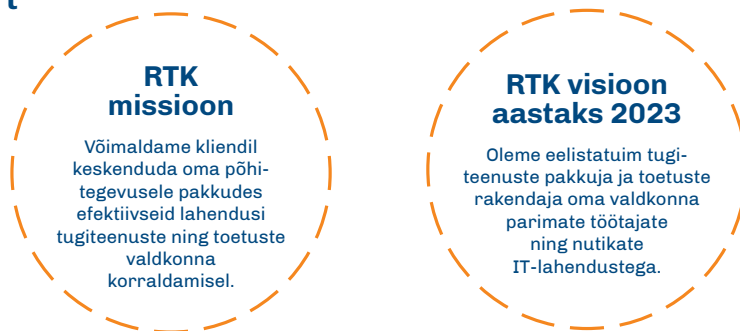 t
RTK
missioon
Võimaldame kliendil
keskenduda oma põhi-
tegevusele pakkudes
efektiivseid lahendusi
tugiteenuste ning toetuste
valdkonna
korraldamisel.
RTK visioon
aastaks 2023
Oleme eelistatuim tugi-
teenuste pakkuja ja toetuste
rakendaja oma valdkonna
parimate töötajate
ning nutikate
IT-lahendustega.